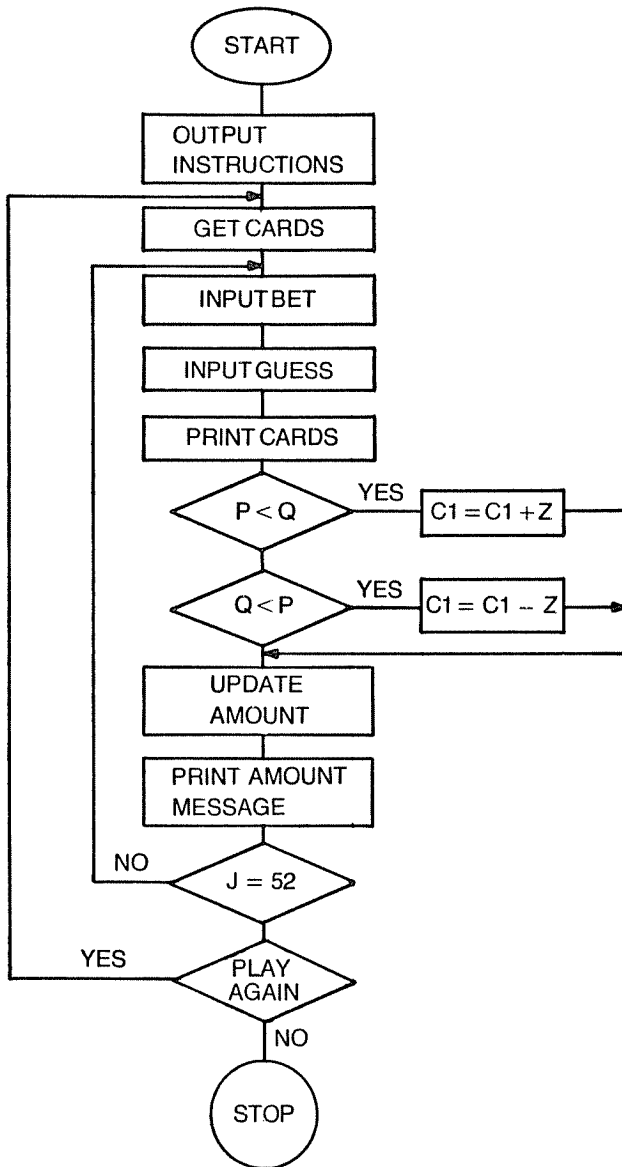 START
OUTPUT
INSTRUCTIONS
GET CARDS
INPUT BET
INPUT GUESS
PRINT CARDS
P < Q
YES
C1 = C1 + Z
Q < P
YES
C1 = C1 – Z
UPDATE
AMOUNT
PRINT AMOUNT
MESSAGE
NO
J = 52
YES
PLAY
AGAIN
NO
STOP